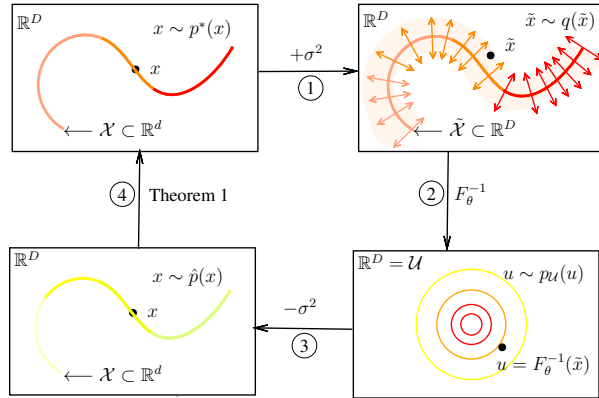 ℝ^D
x ∼ p*(x)
x
⟵ 𝒳 ⊂ ℝ^d
+σ²
①
ℝ^D
x̃ ∼ q(x̃)
x̃
⟵ 𝒳̃ ⊂ ℝ^D
② F_θ^{-1}
ℝ^D = 𝒰
u ∼ p_𝒰(u)
u = F_θ^{-1}(x̃)
−σ²
③
ℝ^D
x ∼ p̂(x)
x
⟵ 𝒳 ⊂ ℝ^d
④ Theorem 1